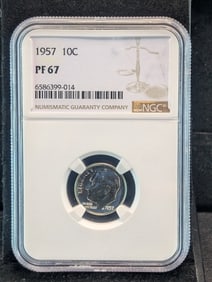 1957 10C
PF 67
6586399-014
NUMISMATIC GUARANTY COMPANY
NGC